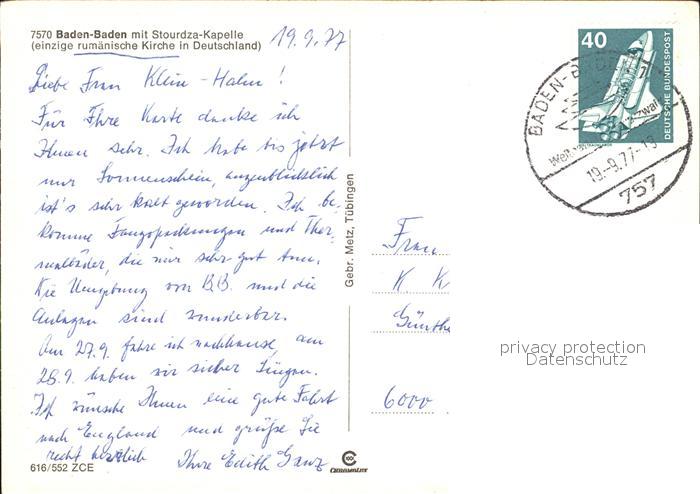 7570 Baden-Baden mit Stourdza-Kapelle
(einzige rumänische Kirche in Deutschland)
19.9.77
Liebe Frau Klein-Hahn!
Für Ihre Karte danke ich
Ihnen sehr. Ich habe bis jetzt
nur Sonnenschein, augenblicklich
ist's sehr kalt geworden. Ich be-
komme Fangopackungen und Ther-
malbäder, die mir sehr gut tun.
Die Umgebung von B.B. und die
Anlagen sind wunderbar.
Am 27.9. fahre ich nachhause, am
28.9. haben wir sicher Singen.
Ich wünsche Ihnen eine gute Fahrt
nach England und grüße Sie
recht herzlich Ihre Edith Ganz
616/552 ZCE
Gebr. Metz, Tübingen
40
DEUTSCHE BUNDESPOST
BADEN-BADEN
19.-9.77-
757
Frau
K. K
Günthe
6000
privacy protection
Datenschutz